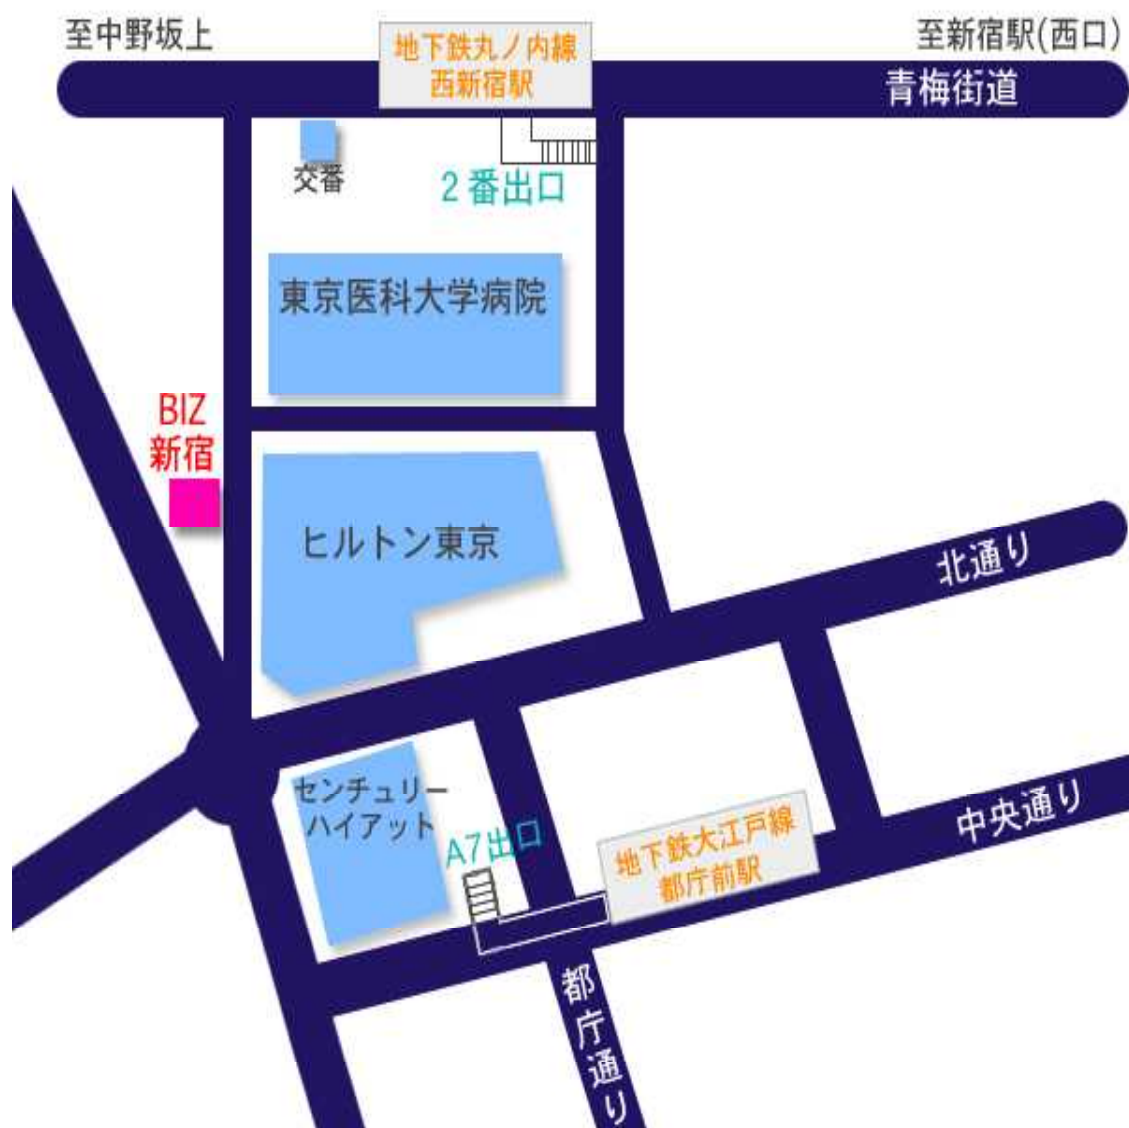 至中野坂上
地下鉄丸ノ内線
西新宿駅
至新宿駅(西口)
青梅街道
交番
2番出口
東京医科大学病院
BIZ
新宿
ヒルトン東京
北通り
センチュリー
ハイアット
A7出口
地下鉄大江戸線
都庁前駅
中央通り
都庁通り